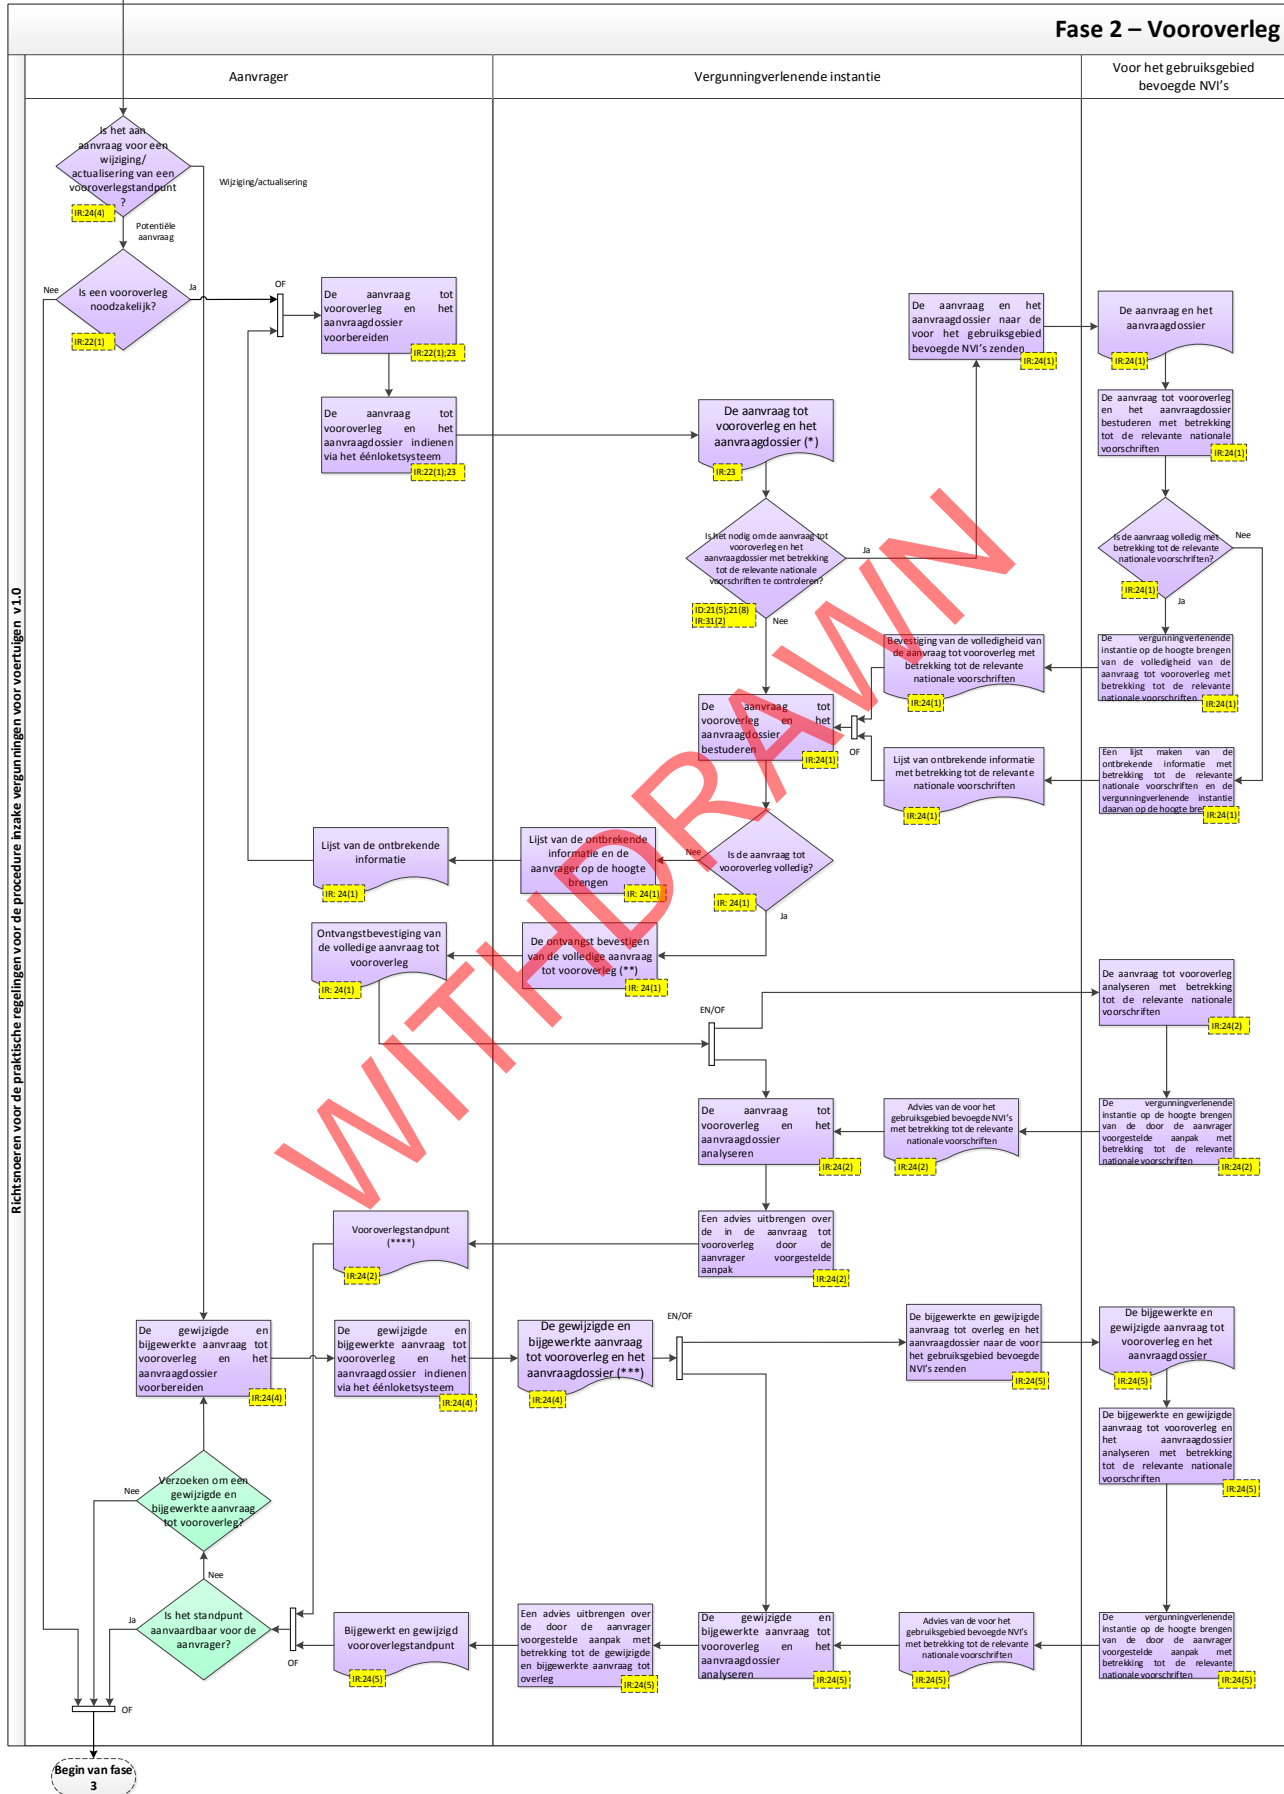 Fase 2 – Vooroverleg
Aanvrager
Vergunningverlenende instantie
Voor het gebruiksgebied
bevoegde NVI's
Richtsnoeren voor de praktische regelingen voor de procedure inzake vergunningen voor voertuigen v1.0
Is het aan
aanvraag voor een
wijziging/
actualisering van een
vooroverlegstandpunt
?
IR:24(4)
Wijziging/actualisering
Potentiële
aanvraag
Is een vooroverleg
noodzakelijk?
IR:22(1)
Nee
Ja
OF
De aanvraag tot
vooroverleg en het
aanvraagdossier
voorbereiden
IR:22(1);23
De aanvraag tot
vooroverleg en het
aanvraagdossier indienen
via het éénloketsysteem
IR:22(1);23
De aanvraag en het
aanvraagdossier naar de
voor het gebruiksgebied
bevoegde NVI's zenden
IR:24(1)
De aanvraag en het
aanvraagdossier
IR:24(1)
De aanvraag tot vooroverleg
en het aanvraagdossier
bestuderen met betrekking
tot de relevante nationale
voorschriften
IR:24(1)
De aanvraag tot
vooroverleg en het
aanvraagdossier (*)
IR:23
Is het nodig om de aanvraag tot
vooroverleg en het
aanvraagdossier met betrekking
tot de relevante nationale
voorschriften te controleren?
ID:21(5);21(8)
IR:31(2)
Ja
Nee
Is de aanvraag volledig met
betrekking tot de relevante
nationale voorschriften?
IR:24(1)
Nee
Ja
De vergunningverlenende
instantie op de hoogte brengen
van de volledigheid van de
aanvraag tot vooroverleg met
betrekking tot de relevante
nationale voorschriften
IR:24(1)
Bevestiging van de volledigheid van
de aanvraag tot vooroverleg met
betrekking tot de relevante
nationale voorschriften
IR:24(1)
De aanvraag tot
vooroverleg en het
aanvraagdossier
bestuderen
IR:24(1)
OF
Lijst van ontbrekende informatie
met betrekking tot de relevante
nationale voorschriften
IR:24(1)
Een lijst maken van de
ontbrekende informatie met
betrekking tot de relevante
nationale voorschriften en de
vergunningverlenende instantie
daarvan op de hoogte
IR:24(1)
Lijst van de ontbrekende
informatie
IR: 24(1)
Lijst van de ontbrekende
informatie en de
aanvrager op de hoogte
brengen
IR: 24(1)
Nee
Is de aanvraag tot
vooroverleg volledig?
IR: 24(1)
Ja
Ontvangstbevestiging van
de volledige aanvraag tot
vooroverleg
IR: 24(1)
De ontvangst bevestigen
van de volledige aanvraag
tot vooroverleg (**)
IR: 24(1)
EN/OF
De aanvraag tot vooroverleg
analyseren met betrekking
tot de relevante nationale
voorschriften
IR:24(2)
De aanvraag tot
vooroverleg en het
aanvraagdossier
analyseren
IR:24(2)
Advies van de voor het
gebruiksgebied bevoegde NVI's
met betrekking tot de relevante
nationale voorschriften
IR:24(2)
De vergunningverlenende
instantie op de hoogte brengen
van de door de aanvrager
voorgestelde aanpak met
betrekking tot de relevante
nationale voorschriften
IR:24(2)
Vooroverlegstandpunt
(****)
IR:24(2)
Een advies uitbrengen over
de in de aanvraag tot
vooroverleg door de
aanvrager voorgestelde
aanpak
IR:24(2)
De gewijzigde en
bijgewerkte aanvraag tot
vooroverleg en het
aanvraagdossier
voorbereiden
IR:24(4)
De gewijzigde en
bijgewerkte aanvraag tot
vooroverleg en het
aanvraagdossier indienen
via het éénloketsysteem
IR:24(4)
De gewijzigde en
bijgewerkte aanvraag
tot vooroverleg en het
aanvraagdossier (***)
IR:24(4)
EN/OF
De bijgewerkte en gewijzigde
aanvraag tot overleg en het
aanvraagdossier naar de voor
het gebruiksgebied bevoegde
NVI's zenden
IR:24(5)
De bijgewerkte en
gewijzigde aanvraag tot
vooroverleg en het
aanvraagdossier
IR:24(5)
De bijgewerkte en gewijzigde
aanvraag tot vooroverleg en
het aanvraagdossier
analyseren met betrekking
tot de relevante nationale
voorschriften
IR:24(5)
Verzoeken om een
gewijzigde en
bijgewerkte aanvraag
tot vooroverleg?
Nee
Nee
Is het standpunt
aanvaardbaar voor de
aanvrager?
Ja
OF
Bijgewerkt en gewijzigd
vooroverlegstandpunt
IR:24(5)
Een advies uitbrengen over
de door de aanvrager
voorgestelde aanpak met
betrekking tot de gewijzigde
en bijgewerkte aanvraag tot
overleg
IR:24(5)
De gewijzigde en
bijgewerkte aanvraag tot
vooroverleg en het
aanvraagdossier
analyseren
IR:24(5)
Advies van de voor het
gebruiksgebied bevoegde NVI's
met betrekking tot de relevante
nationale voorschriften
IR:24(5)
De vergunningverlenende
instantie op de hoogte brengen
van de door de aanvrager
voorgestelde aanpak met
betrekking tot de relevante
nationale voorschriften
IR:24(5)
OF
Begin van fase
3
WITHDRAWN